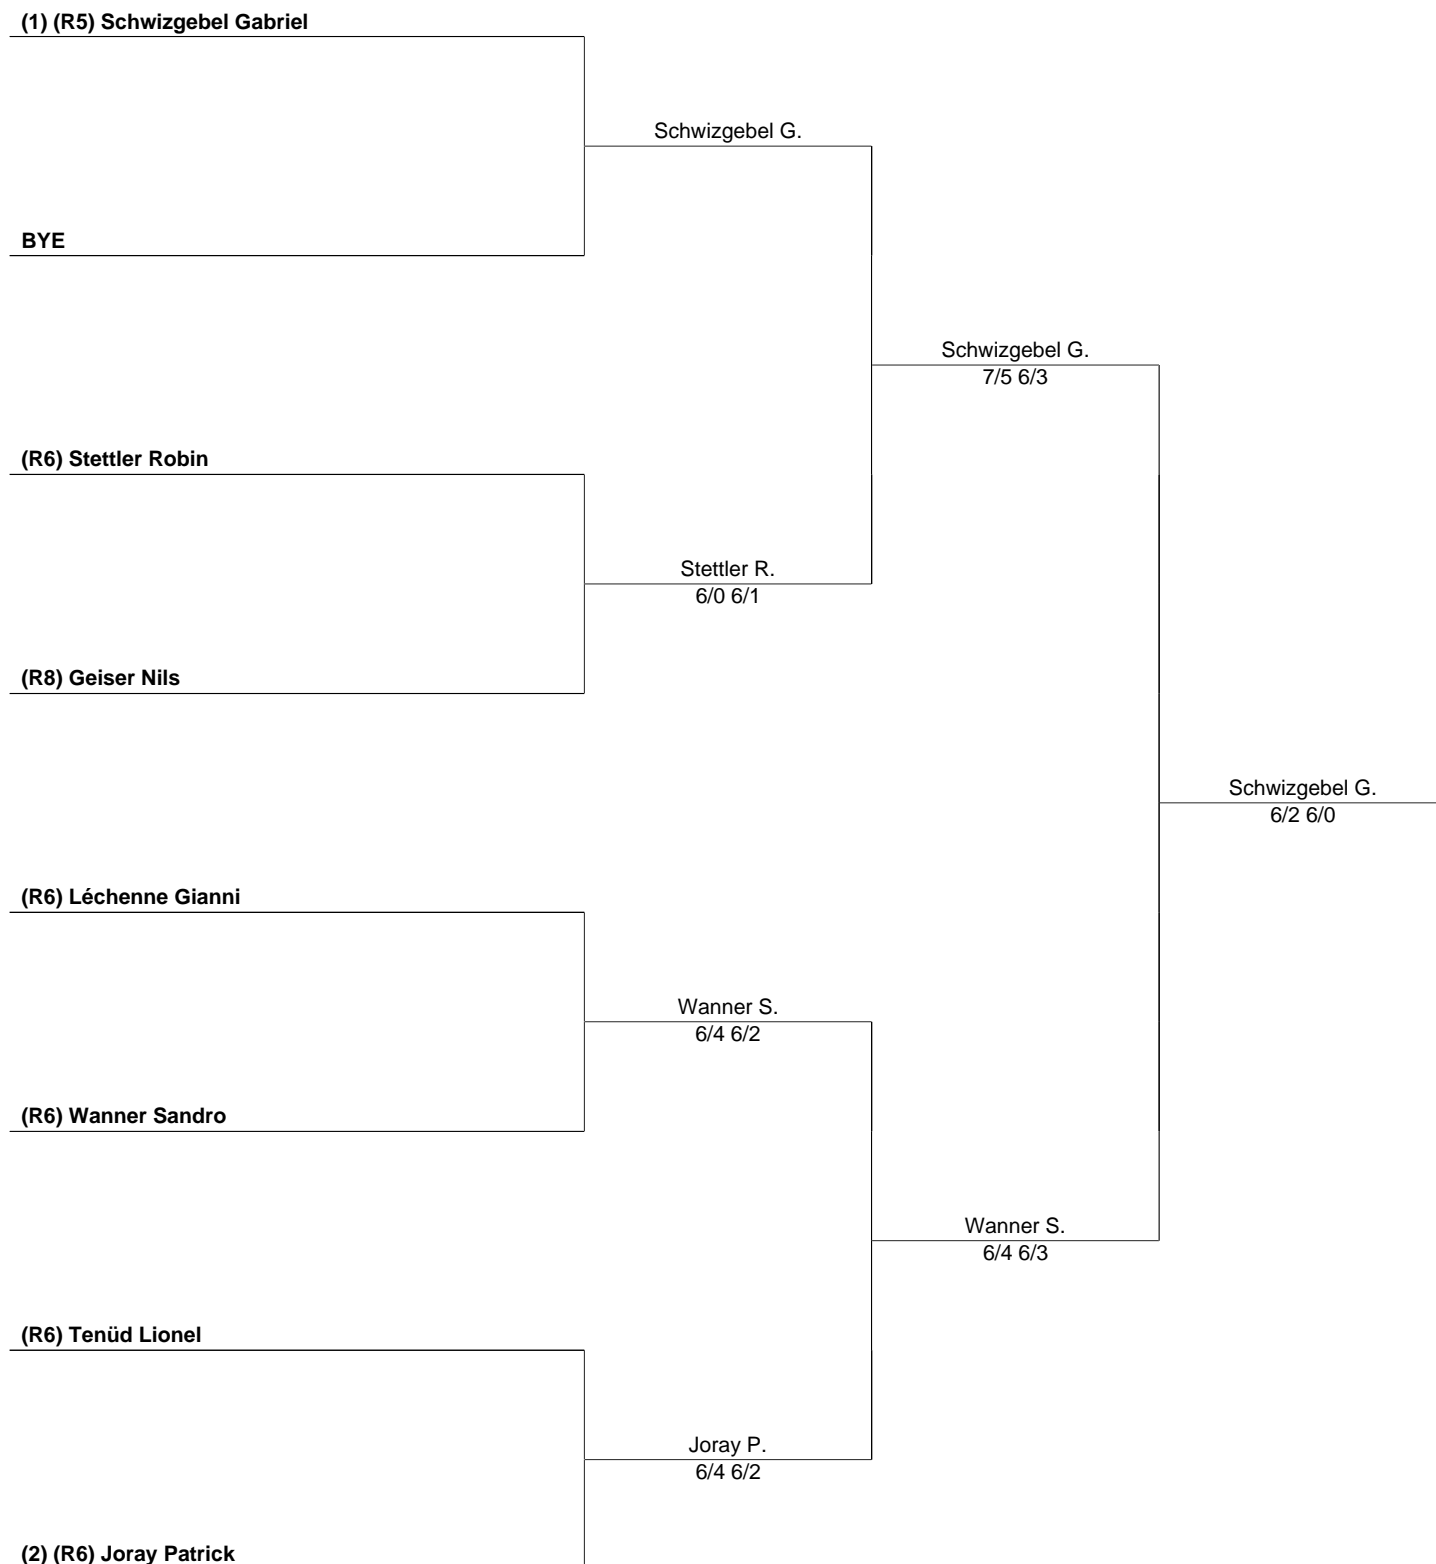 (1) (R5) Schwizgebel Gabriel
Schwizgebel G.
BYE
Schwizgebel G.
7/5 6/3
(R6) Stettler Robin
Stettler R.
6/0 6/1
(R8) Geiser Nils
Schwizgebel G.
6/2 6/0
(R6) Léchenne Gianni
Wanner S.
6/4 6/2
(R6) Wanner Sandro
Wanner S.
6/4 6/3
(R6) Tenüd Lionel
Joray P.
6/4 6/2
(2) (R6) Joray Patrick